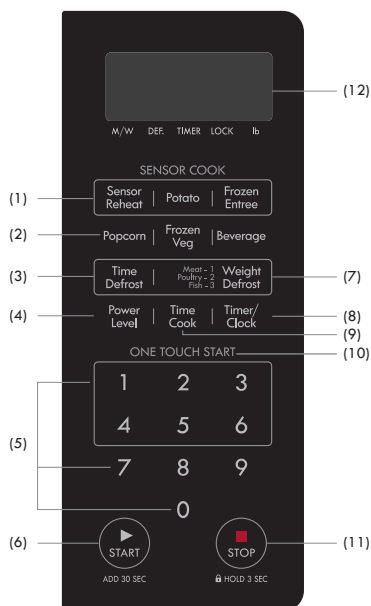 (12)
M/W DEF. TIMER LOCK lb
SENSOR COOK
(1) Sensor Reheat | Potato | Frozen Entree
(2) Popcorn | Frozen Veg | Beverage
(3) Time Defrost | Meat - 1 Poultry - 2 Fish - 3 Weight Defrost (7)
(4) Power Level | Time Cook | Timer/Clock (8)
(9)
ONE TOUCH START (10)
1 2 3
4 5 6
(5)
7 8 9
0
(6) START STOP (11)
ADD 30 SEC HOLD 3 SEC